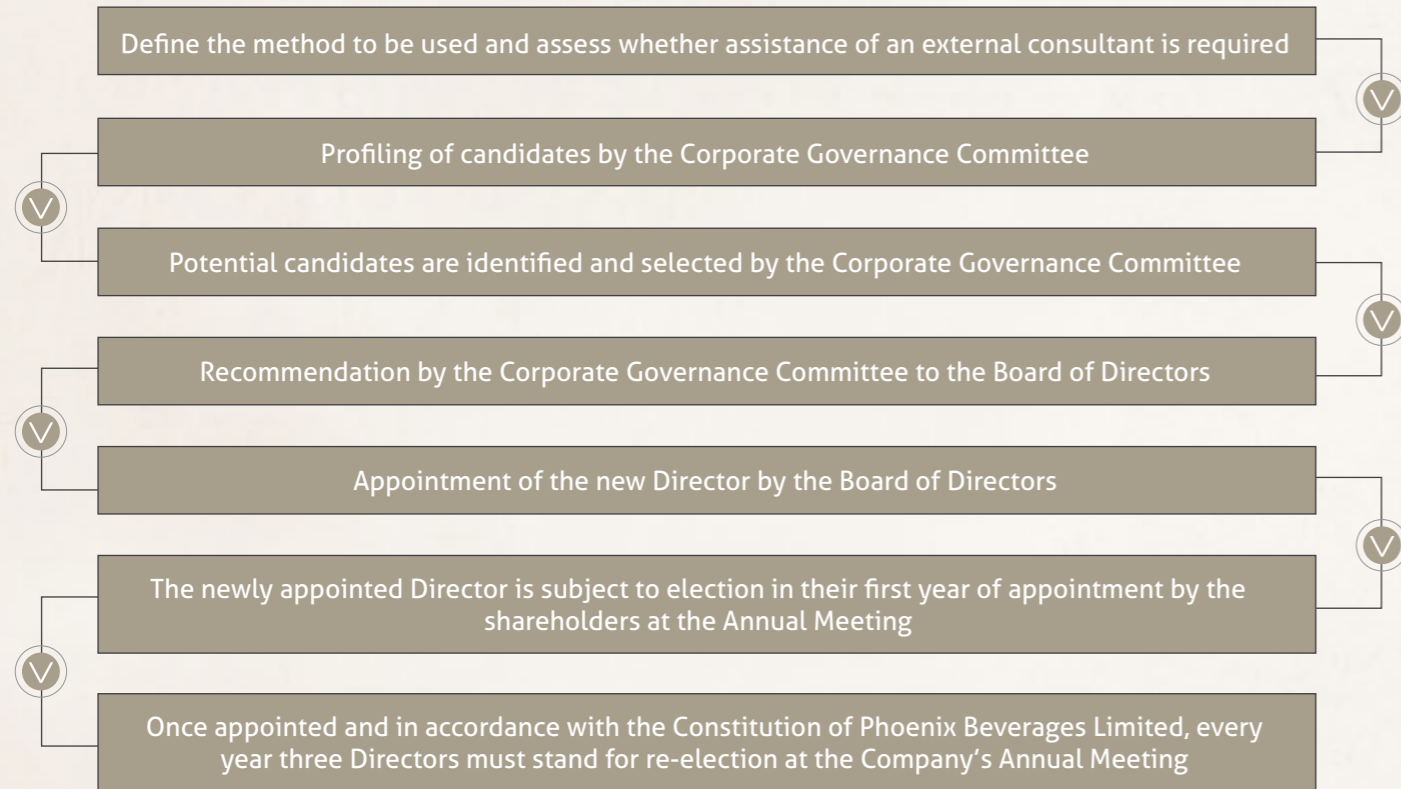 Define the method to be used and assess whether assistance of an external consultant is required
Profiling of candidates by the Corporate Governance Committee
Potential candidates are identified and selected by the Corporate Governance Committee
Recommendation by the Corporate Governance Committee to the Board of Directors
Appointment of the new Director by the Board of Directors
The newly appointed Director is subject to election in their first year of appointment by the
shareholders at the Annual Meeting
Once appointed and in accordance with the Constitution of Phoenix Beverages Limited, every
year three Directors must stand for re-election at the Company’s Annual Meeting